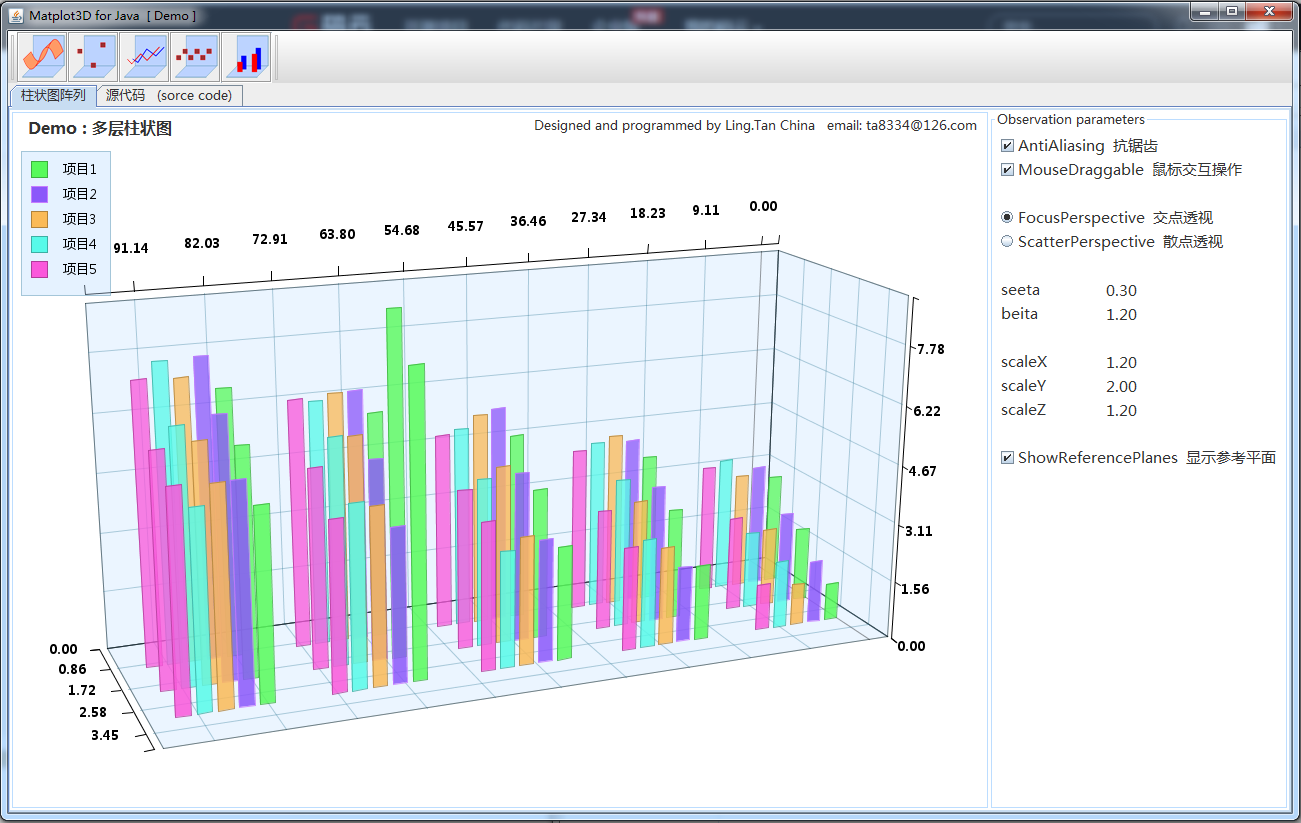 Matplot3D for Java [ Demo ]
柱状图阵列
源代码 (sorce code)
Demo : 多层柱状图
Designed and programmed by Ling.Tan China email: ta8334@126.com
项目1
项目2
项目3
项目4
项目5
91.14
82.03
72.91
63.80
54.68
45.57
36.46
27.34
18.23
9.11
0.00
7.78
6.22
4.67
3.11
1.56
0.00
0.00
0.86
1.72
2.58
3.45
Observation parameters
AntiAliasing 抗锯齿
MouseDraggable 鼠标交互操作
FocusPerspective 交点透视
ScatterPerspective 散点透视
seeta 0.30
beita 1.20
scaleX 1.20
scaleY 2.00
scaleZ 1.20
ShowReferencePlanes 显示参考平面